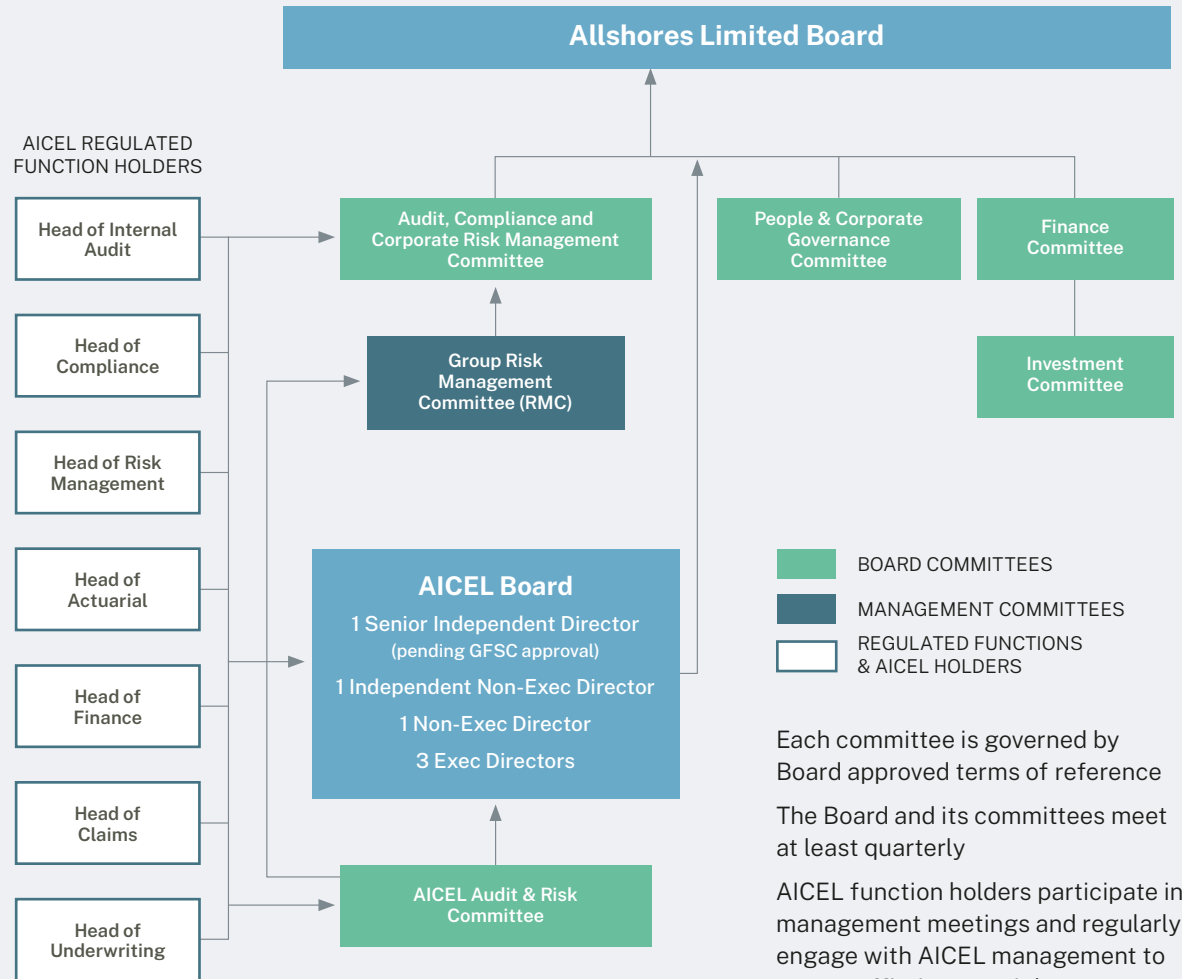 Allshores Limited Board
AICEL REGULATED
FUNCTION HOLDERS
Head of Internal
Audit
Head of
Compliance
Head of Risk
Management
Head of
Actuarial
Head of
Finance
Head of
Claims
Head of
Underwriting
Audit, Compliance and
Corporate Risk Management
Committee
People & Corporate
Governance
Committee
Finance
Committee
Group Risk
Management
Committee (RMC)
Investment
Committee
AICEL Board
1 Senior Independent Director
(pending GFSC approval)
1 Independent Non-Exec Director
1 Non-Exec Director
3 Exec Directors
AICEL Audit & Risk
Committee
BOARD COMMITTEES
MANAGEMENT COMMITTEES
REGULATED FUNCTIONS
& AICEL HOLDERS
Each committee is governed by
Board approved terms of reference
The Board and its committees meet
at least quarterly
AICEL function holders participate in
management meetings and regularly
engage with AICEL management to